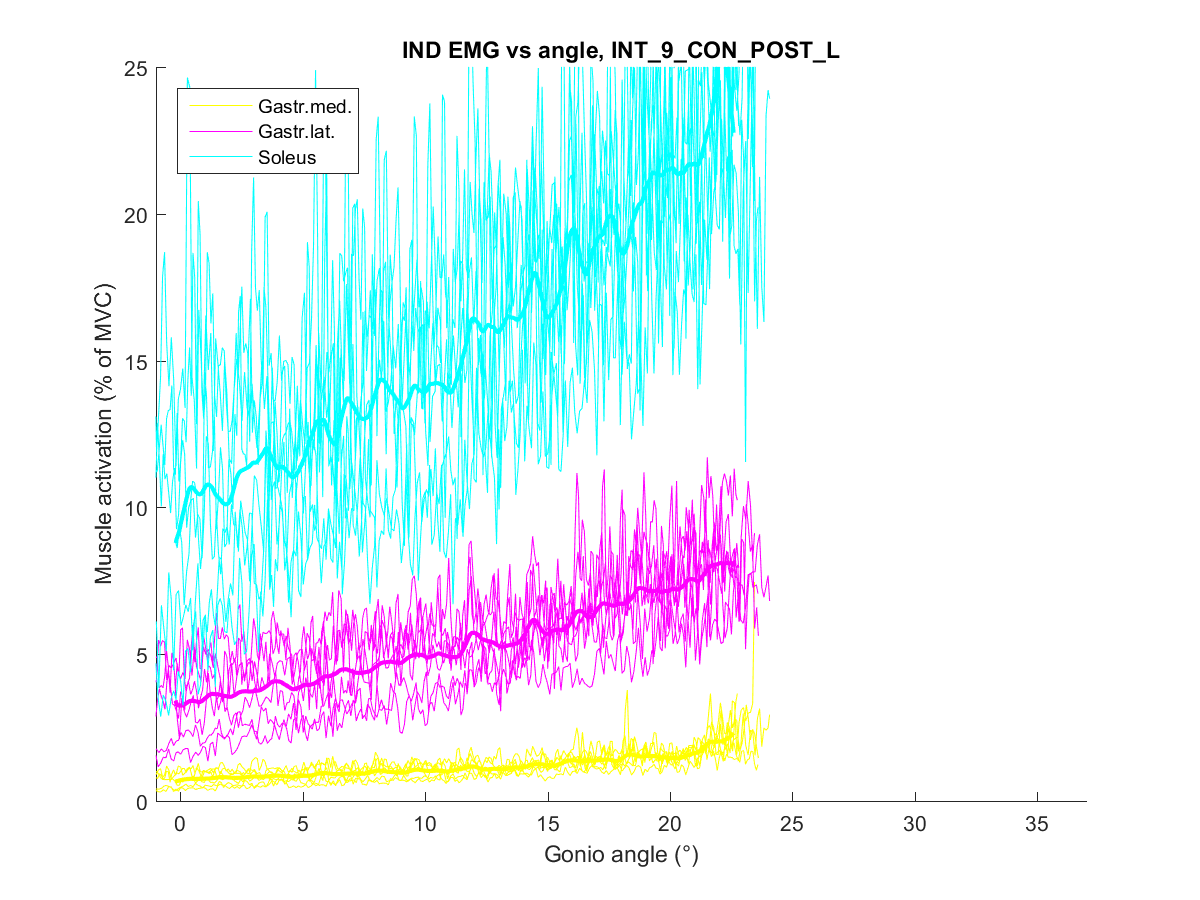 IND EMG vs angle, INT_9_CON_POST_L
25
20
15
10
5
0
Muscle activation (% of MVC)
Gastr.med.
Gastr.lat.
Soleus
0 5 10 15 20 25 30 35
Gonio angle (°)